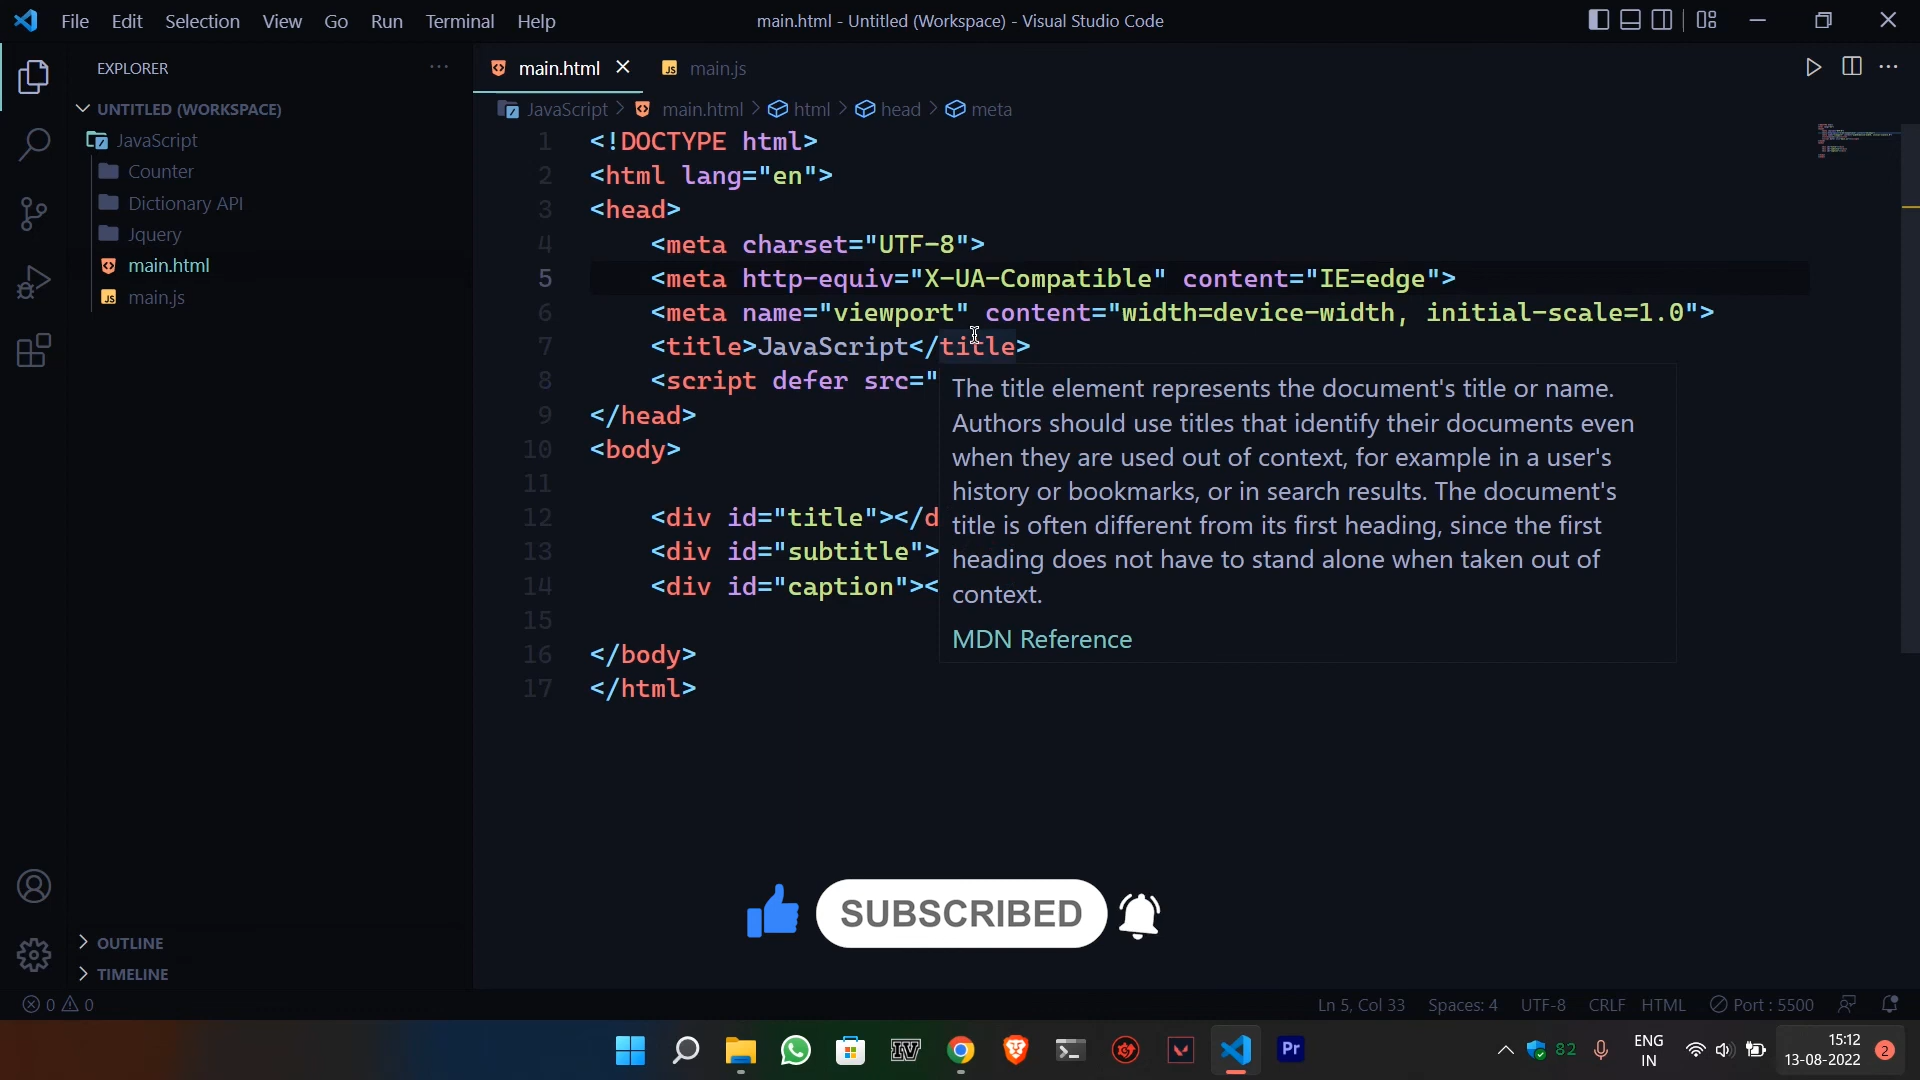 File Edit Selection View Go Run Terminal Help
main.html - Untitled (Workspace) - Visual Studio Code
EXPLORER
UNTITLED (WORKSPACE)
JavaScript
Counter
Dictionary API
Jquery
main.html
main.js
OUTLINE
TIMELINE
main.html main.js
JavaScript > main.html > html > head > meta
1 <!DOCTYPE html>
2 <html lang="en">
3 <head>
4 <meta charset="UTF-8">
5 <meta http-equiv="X-UA-Compatible" content="IE=edge">
6 <meta name="viewport" content="width=device-width, initial-scale=1.0">
7 <title>JavaScript</title>
8 <script defer src="
9 </head>
10 <body>
11
12 <div id="title"></d
13 <div id="subtitle">
14 <div id="caption"><
15
16 </body>
17 </html>
The title element represents the document's title or name.
Authors should use titles that identify their documents even
when they are used out of context, for example in a user's
history or bookmarks, or in search results. The document's
title is often different from its first heading, since the first
heading does not have to stand alone when taken out of
context.
MDN Reference
SUBSCRIBED
0 0
Ln 5, Col 33 Spaces: 4 UTF-8 CRLF HTML Port : 5500
IV
Pr
82
ENG
IN
15:12
13-08-2022
2